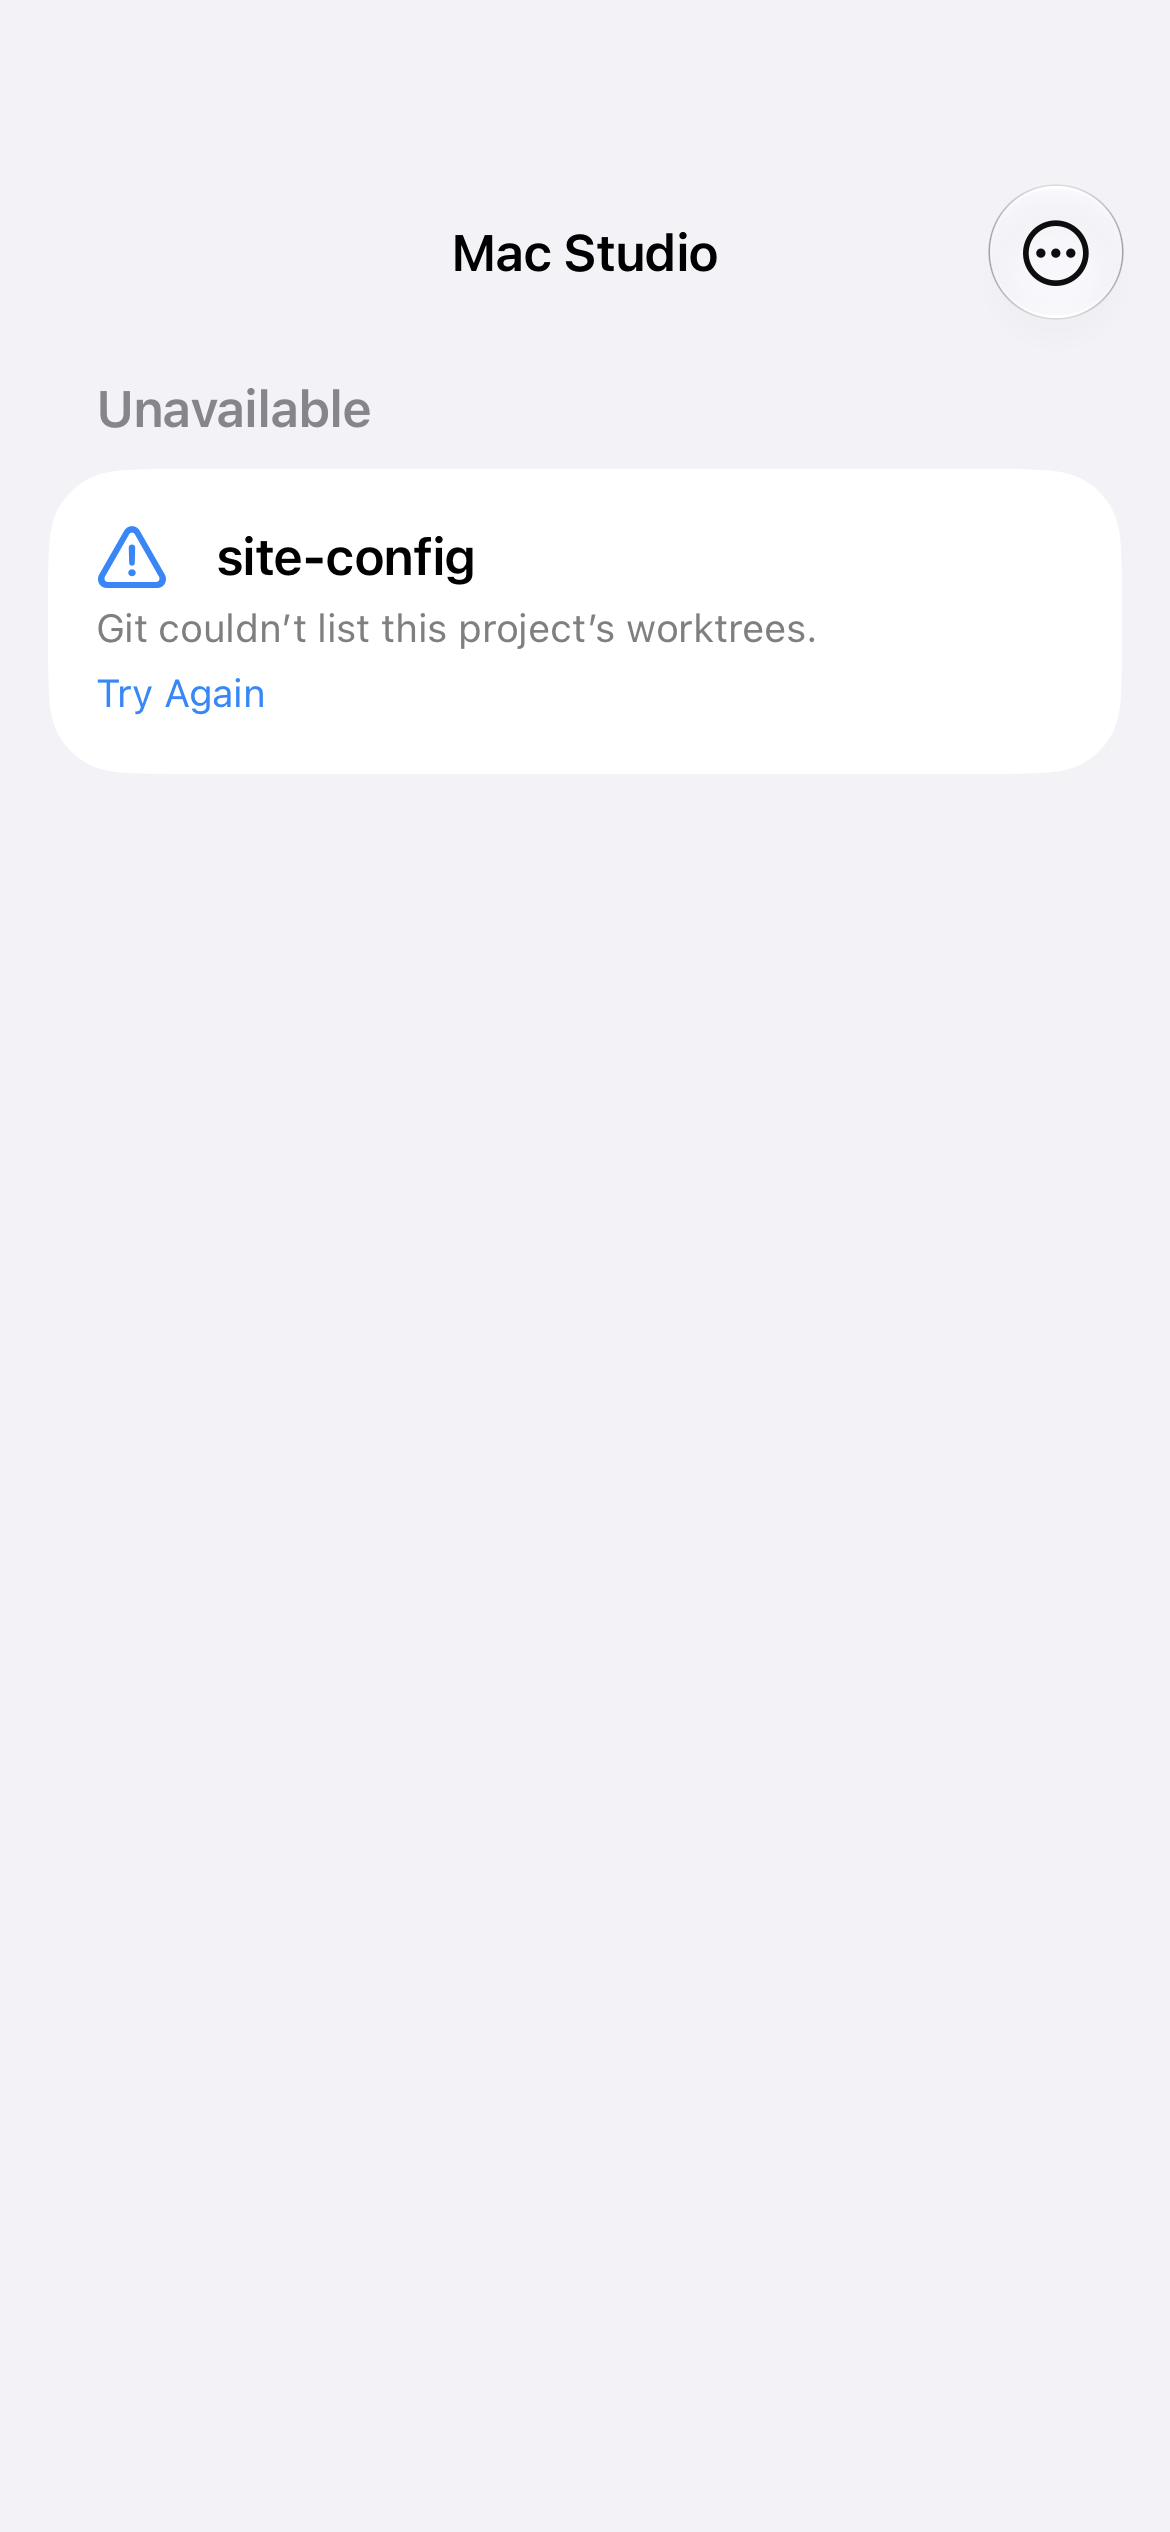 Mac Studio
Unavailable
site-config
Git couldn’t list this project’s worktrees.
Try Again